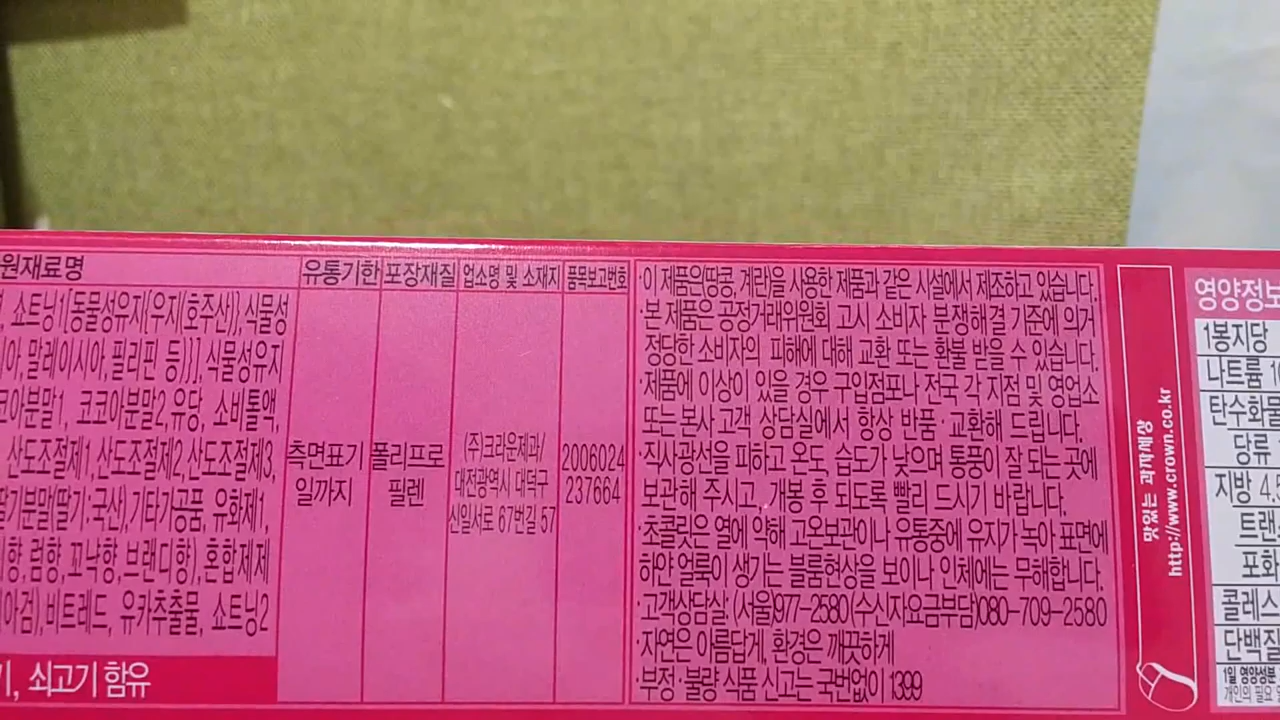 원재료명
쇼트닝1[동물성유지{우지(호주산)}, 식물성
말레이시아, 필리핀 등)}], 식물성유지
코코아분말2, 유당, 소비톨액,
산도조절제1, 산도조절제2, 산도조절제3,
딸기분말(딸기:국산), 기타가공품, 유화제1,
럼향, 꼬냑향, 브랜디향), 혼합제제
비트레드, 유카추출물, 쇼트닝2
쇠고기 함유
유통기한
측면표기
일까지
포장재질
폴리프로
필렌
업소명 및 소재지
(주)크라운제과/
대전광역시 대덕구
신일서로 67번길 57
품목보고번호
2006024
237664
·이 제품은(땅콩, 계란)을 사용한 제품과 같은 시설에서 제조하고 있습니다.
·본 제품은 공정거래위원회 고시 소비자 분쟁해결 기준에 의거
정당한 소비자의 피해에 대해 교환 또는 환불 받을 수 있습니다.
·제품에 이상이 있을 경우 구입점포나 전국 각 지점 및 영업소
또는 본사 고객 상담실에서 항상 반품·교환해 드립니다.
·직사광선을 피하고 온도, 습도가 낮으며 통풍이 잘 되는 곳에
보관해 주시고, 개봉 후 되도록 빨리 드시기 바랍니다.
·초콜릿은 열에 약해 고온보관이나 유통중에 유지가 녹아 표면에
하얀 얼룩이 생기는 블룸현상을 보이나 인체에는 무해합니다.
·고객상담실: (서울)977-2580(수신자요금부담)080-709-2580
·자연은 아름답게, 환경은 깨끗하게
·부정·불량 식품 신고는 국번없이 1399
맛있는 과자세상
http://www.crown.co.kr
영양정보
1봉지당
나트륨
탄수화물
당류
지방
트랜스
포화
콜레스
단백질
1일 영양성분
개인의 필요